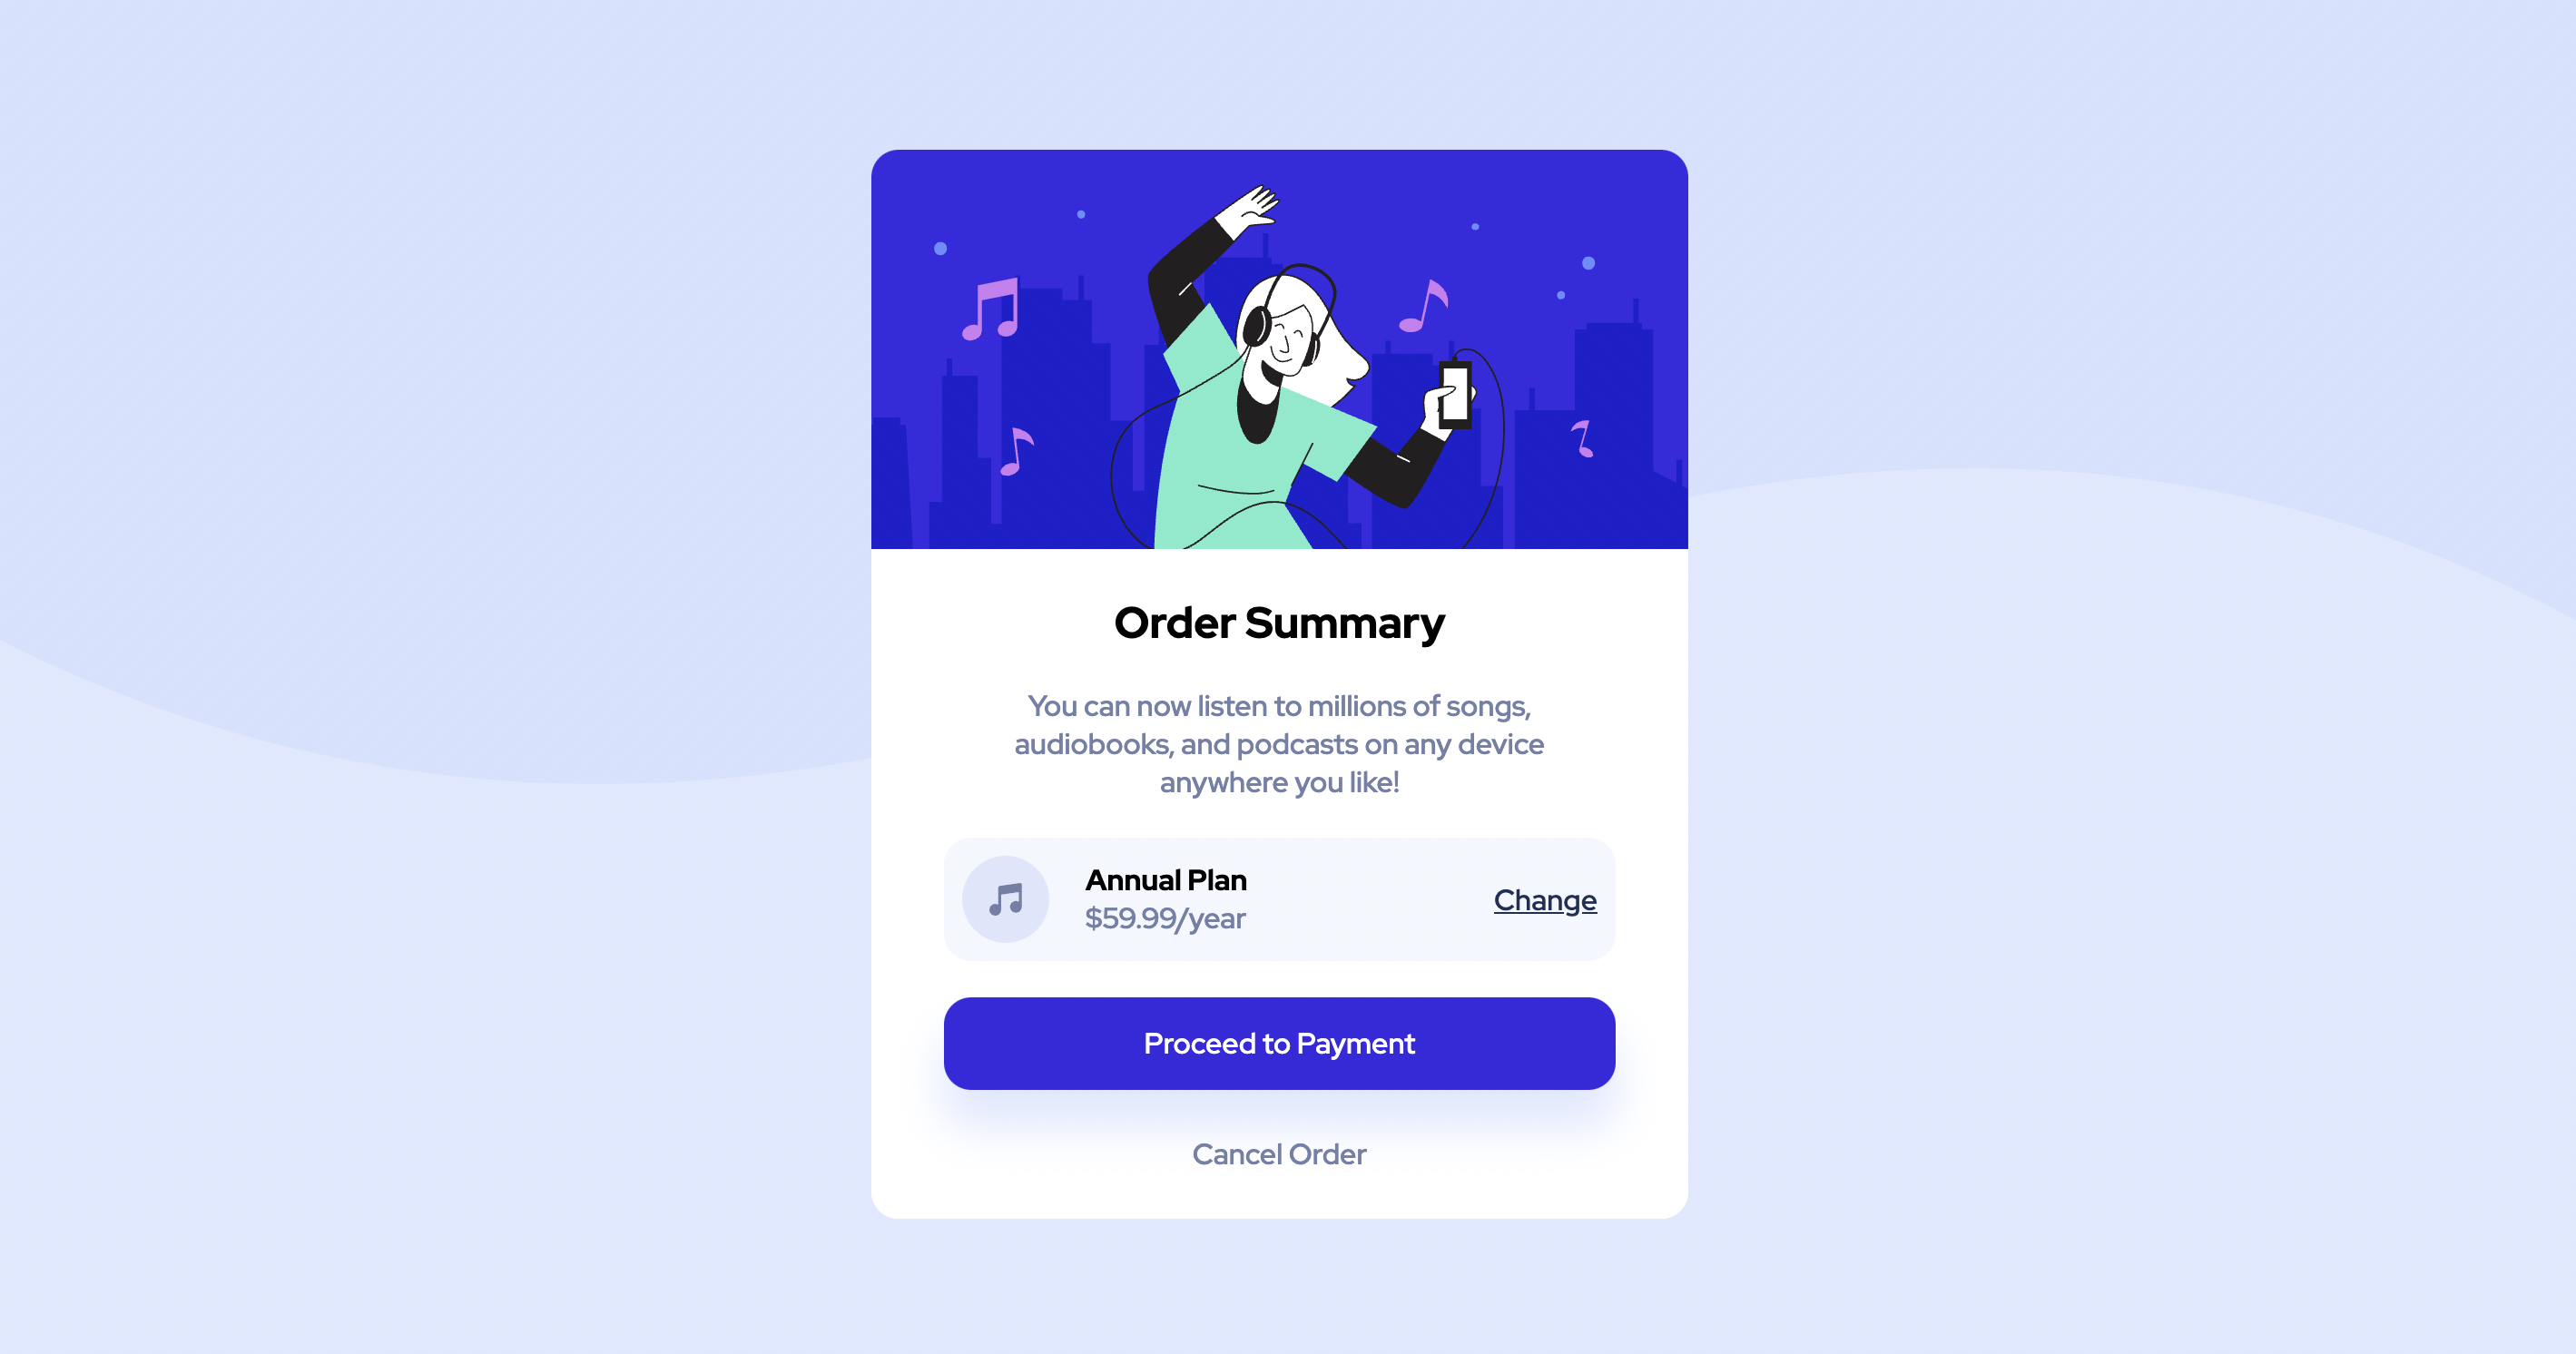 Order Summary
You can now listen to millions of songs,
audiobooks, and podcasts on any device
anywhere you like!
Annual Plan
$59.99/year
Change
Proceed to Payment
Cancel Order